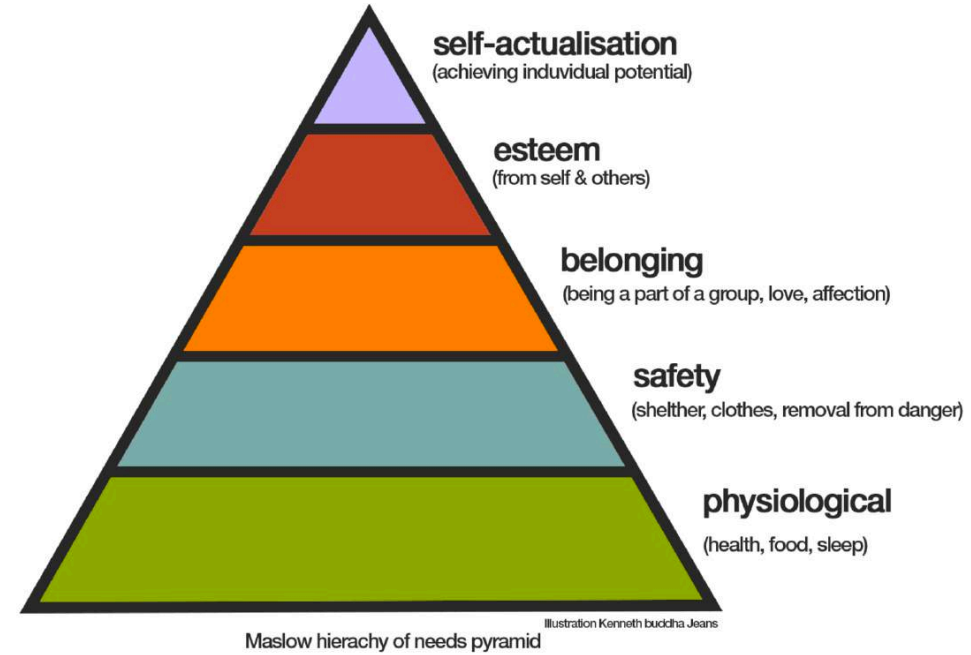 self-actualisation
(achieving induvidual potential)
esteem
(from self & others)
belonging
(being a part of a group, love, affection)
safety
(shelther, clothes, removal from danger)
physiological
(health, food, sleep)
Illustration Kenneth buddha Jeans
Maslow hierachy of needs pyramid